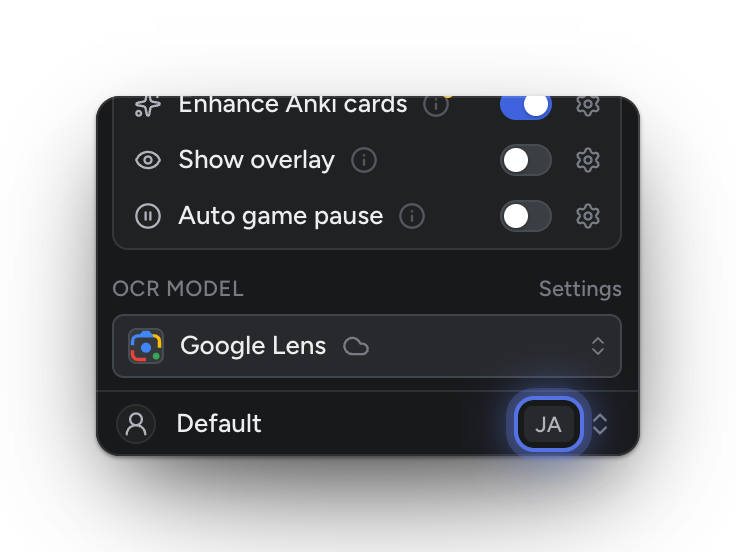 Enhance Anki cards
Show overlay
Auto game pause
OCR MODEL Settings
Google Lens
Default JA